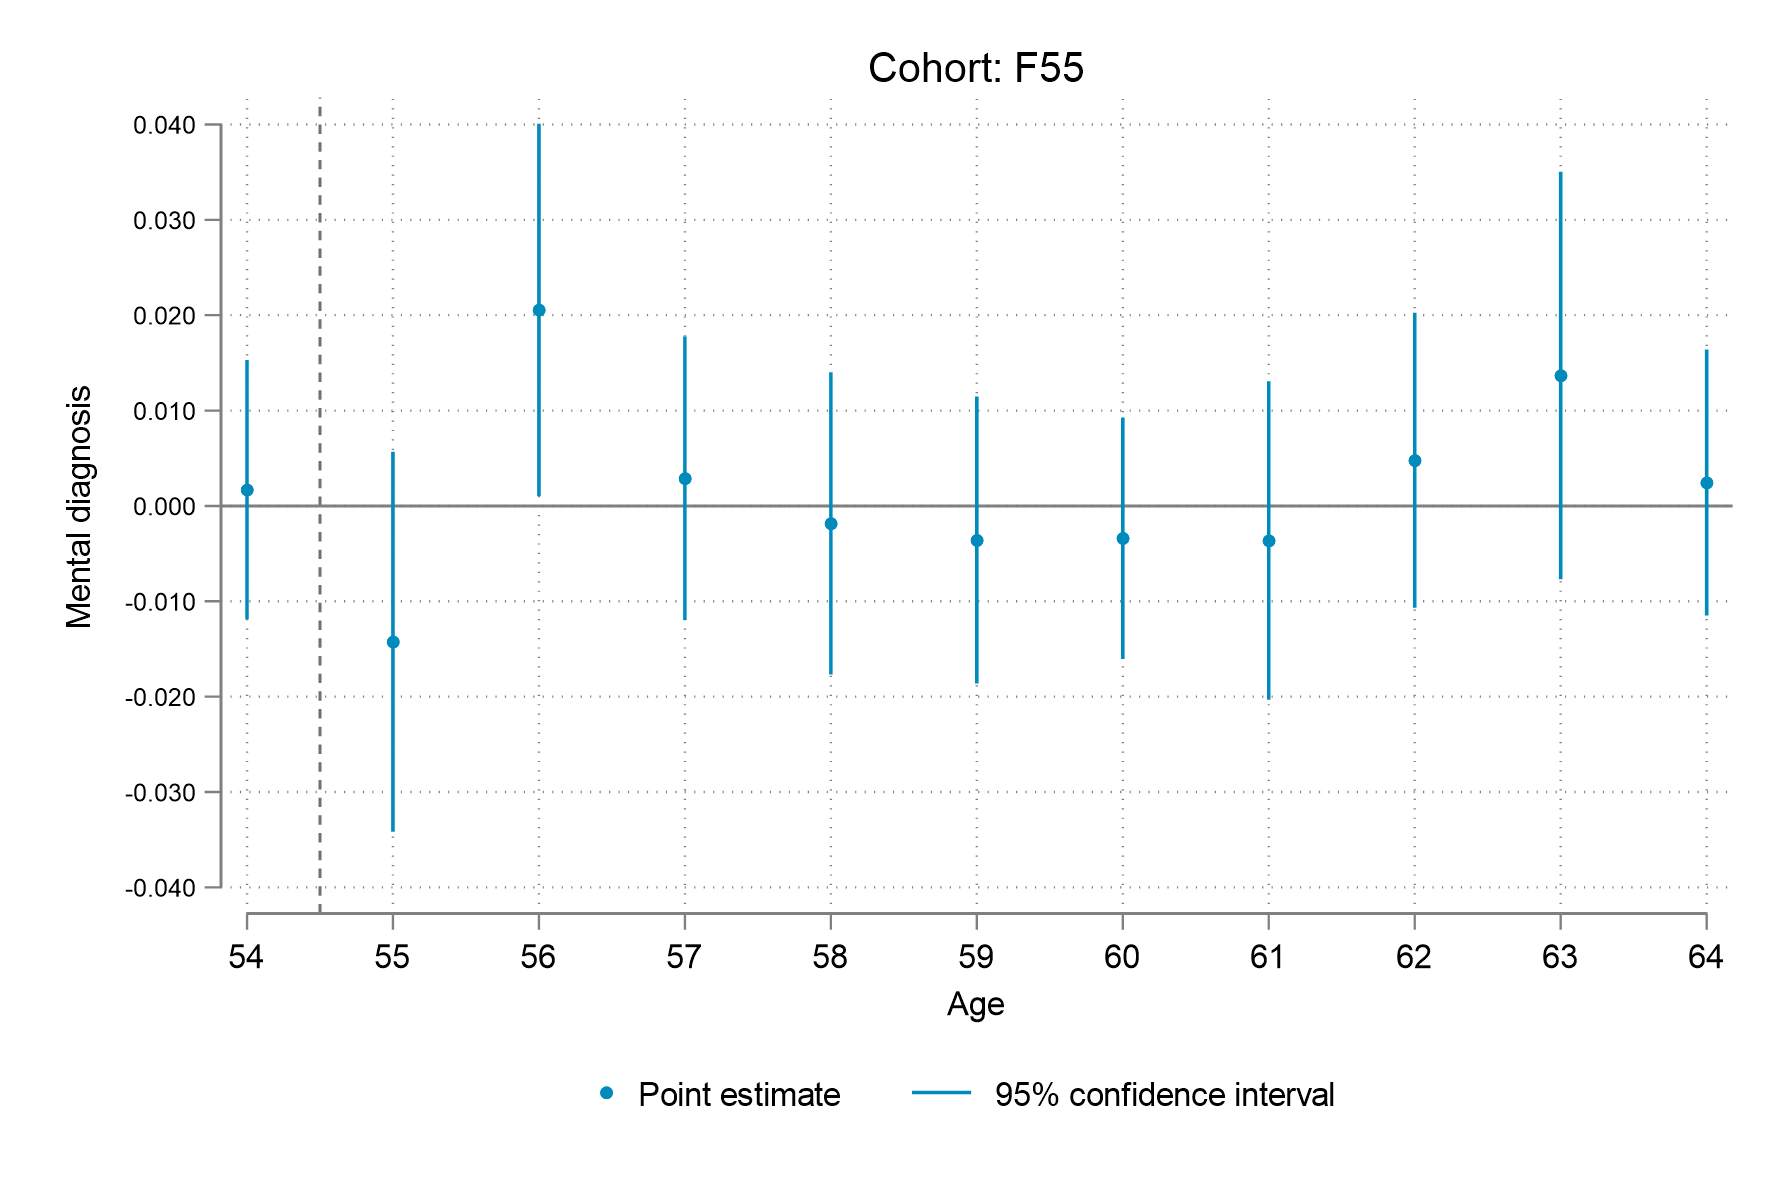 Cohort: F55
Mental diagnosis
0.040
0.030
0.020
0.010
0.000
-0.010
-0.020
-0.030
-0.040
54 55 56 57 58 59 60 61 62 63 64
Age
Point estimate 95% confidence interval